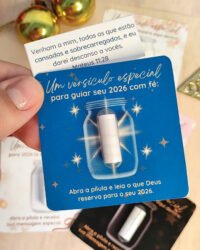 Venham a mim, todos os que estão
cansados e sobrecarregados, e eu
darei descanso a vocês.
Mateus 11:28
Um versículo especial
para guiar seu 2026 com fé:
Abra a pílula e leia o que Deus
reservou para o seu 2026.